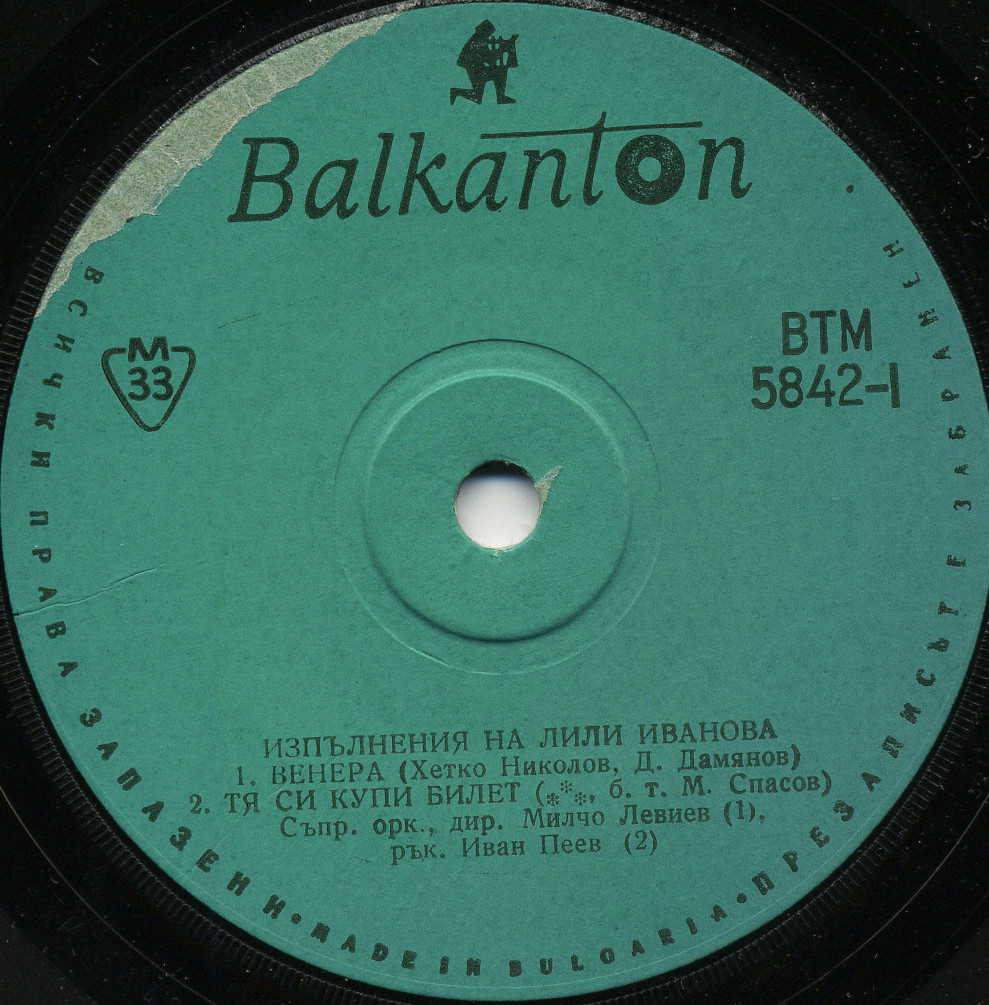 Balkanton
M
33
ВТМ
5842-I
ИЗПЪЛНЕНИЯ НА ЛИЛИ ИВАНОВА
1. ВЕНЕРА (Хетко Николов, Д. Дамянов)
2. ТЯ СИ КУПИ БИЛЕТ (***, б. т. М. Спасов)
Съпр. орк., дир. Милчо Левиев (1),
рък. Иван Пеев (2)
ВСИЧКИ ПРАВА ЗАПАЗЕНИ • MADE IN BULGARIA • ПРЕЗАПИСЪТ Е ЗАБРАНЕН